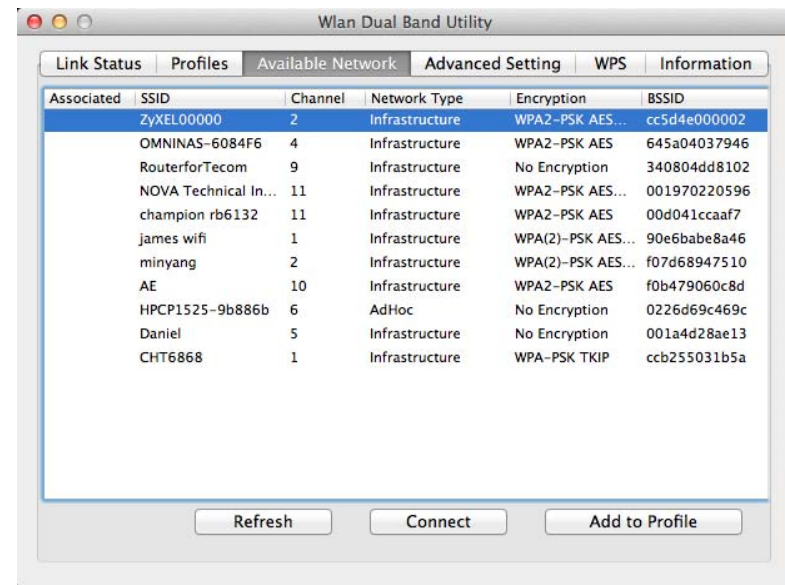 Wlan Dual Band Utility
Link Status Profiles Available Network Advanced Setting WPS Information
Associated SSID Channel Network Type Encryption BSSID
ZyXEL00000 2 Infrastructure WPA2-PSK AES... cc5d4e000002
OMNINAS-6084F6 4 Infrastructure WPA2-PSK AES 645a04037946
RouterforTecom 9 Infrastructure No Encryption 340804dd8102
NOVA Technical In... 11 Infrastructure WPA2-PSK AES... 001970220596
champion rb6132 11 Infrastructure WPA2-PSK AES 00d041ccaaf7
james wifi 1 Infrastructure WPA(2)-PSK AES... 90e6babe8a46
minyang 2 Infrastructure WPA(2)-PSK AES... f07d68947510
AE 10 Infrastructure WPA2-PSK AES f0b479060c8d
HPCP1525-9b886b 6 AdHoc No Encryption 0226d69c469c
Daniel 5 Infrastructure No Encryption 001a4d28ae13
CHT6868 1 Infrastructure WPA-PSK TKIP ccb255031b5a
Refresh Connect Add to Profile